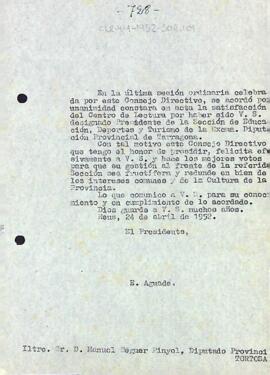 - 788 -
En la última sesión ordinaria celebra
da por este Consejo Directivo, se acordó por
unanimidad constara en acta la satisfacción
del Centro de Lectura por haber sido V. S.
designado Presidente de la Sección de Educa-
ción, Deportes y Turismo de la Excma. Diputa
ción Provincial de Tarragona.
Con tal motivo este Consejo Directivo
que tengo el honor de presidir, felicita efu
sivamente a V. S. y hace los mejores votos
para que su gestión al frente de la referida
Sección sea fructífera y redunde en bien de
los intereses comunes y de la Cultura de la
Provincia.
Lo que comunico a V. S. para su conoci
miento y en cumplimiento de lo acordado.
Dios guarde a V. S. muchos años.
Reus, 24 de abril de 1952.
El Presidente,
E. Aguadé.
Iltre. Sr. D. Manuel Beguer Pinyol, Diputado Provinci
TORTOSA